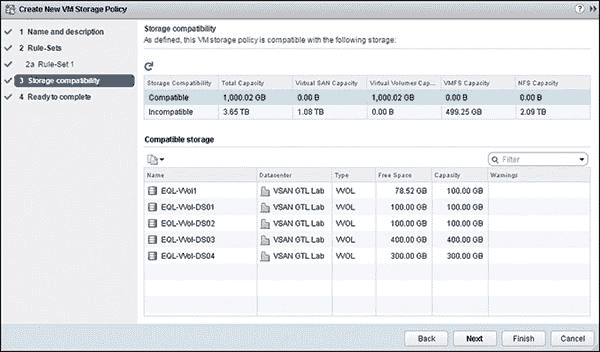 Create New VM Storage Policy
1 Name and description
2 Rule-Sets
2a Rule-Set 1
3 Storage compatibility
4 Ready to complete
Storage compatibility
As defined, this VM storage policy is compatible with the following storage:
Storage Compatibility Total Capacity Virtual SAN Capacity Virtual Volumes Cap... VMFS Capacity NFS Capacity
Compatible 1,000.02 GB 0.00 B 1,000.02 GB 0.00 B 0.00 B
Incompatible 3.65 TB 1.08 TB 0.00 B 499.25 GB 2.09 TB
Compatible storage
Filter
Name Datacenter Type Free Space Capacity Warnings
EQL-VVol1 VSAN GTL Lab VVOL 78.52 GB 100.00 GB
EQL-VVol-DS01 VSAN GTL Lab VVOL 100.00 GB 100.00 GB
EQL-VVol-DS02 VSAN GTL Lab VVOL 100.00 GB 100.00 GB
EQL-VVol-DS03 VSAN GTL Lab VVOL 400.00 GB 400.00 GB
EQL-VVol-DS04 VSAN GTL Lab VVOL 300.00 GB 300.00 GB
Back Next Finish Cancel